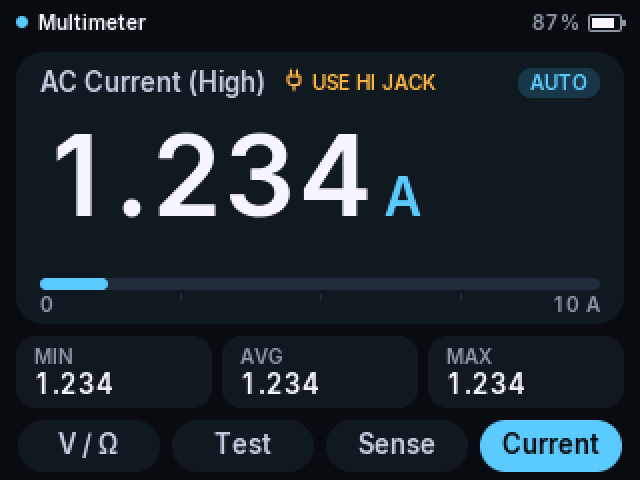 Multimeter 87%
AC Current (High) USE HI JACK AUTO
1.234 A
0 10 A
MIN AVG MAX
1.234 1.234 1.234
V / Ω Test Sense Current